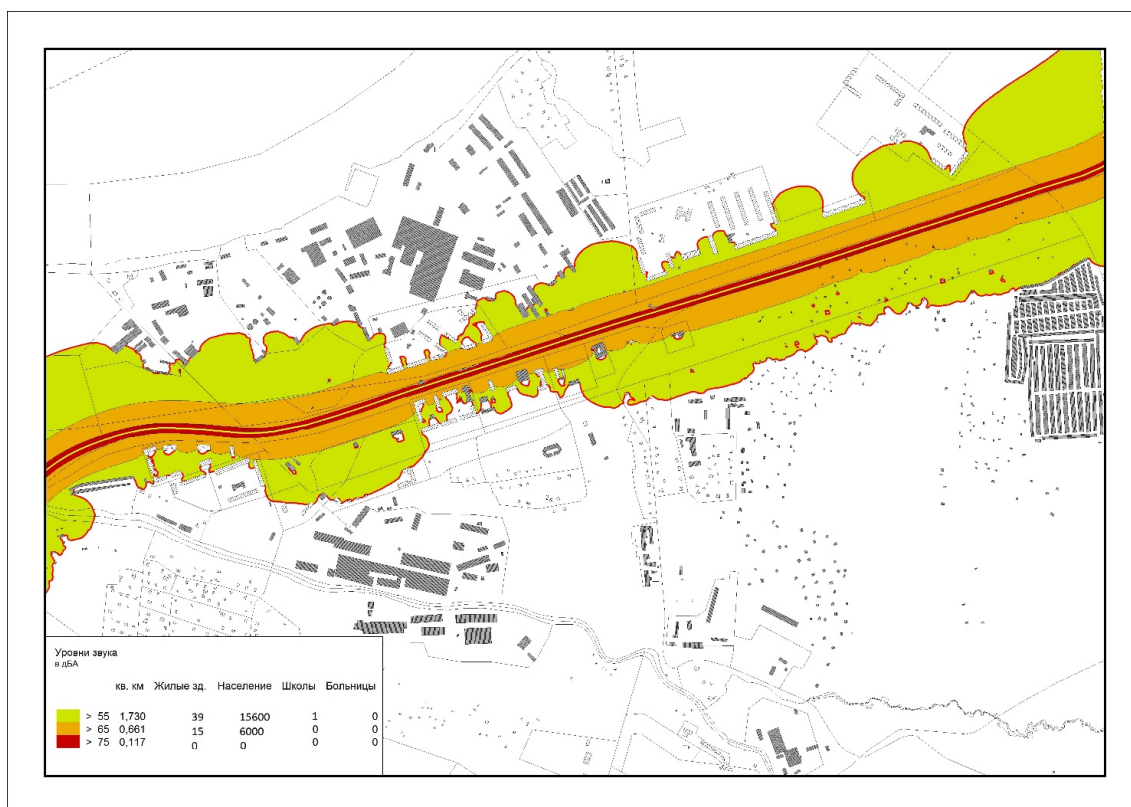 Уровни звука
в дБА
кв. км Жилые зд. Население Школы Больницы
> 55 1,730 39 15600 1 0
> 65 0,661 15 6000 0 0
> 75 0,117 0 0 0 0